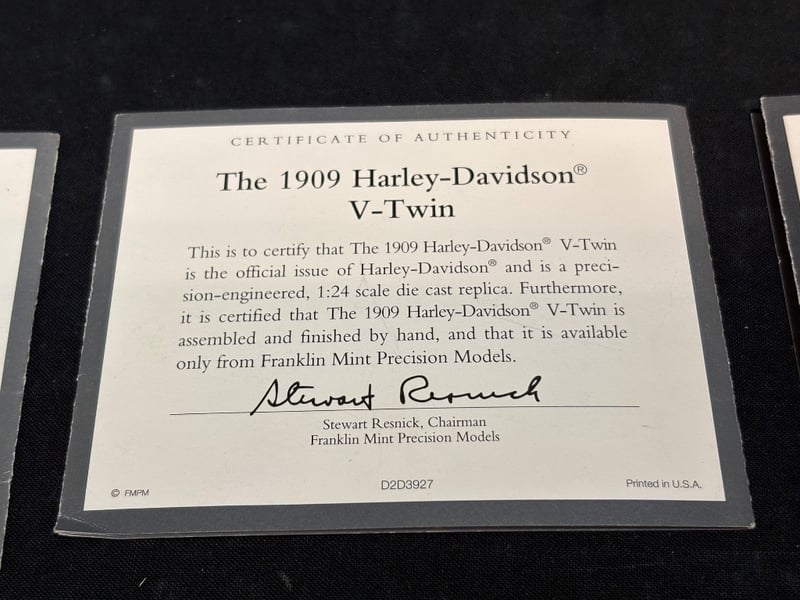 CERTIFICATE OF AUTHENTICITY
The 1909 Harley-Davidson®
V-Twin
This is to certify that The 1909 Harley-Davidson® V-Twin
is the official issue of Harley-Davidson® and is a preci-
sion-engineered, 1:24 scale die cast replica. Furthermore,
it is certified that The 1909 Harley-Davidson® V-Twin is
assembled and finished by hand, and that it is available
only from Franklin Mint Precision Models.
Stewart Resnick
Stewart Resnick, Chairman
Franklin Mint Precision Models
© FMPM D2D3927 Printed in U.S.A.